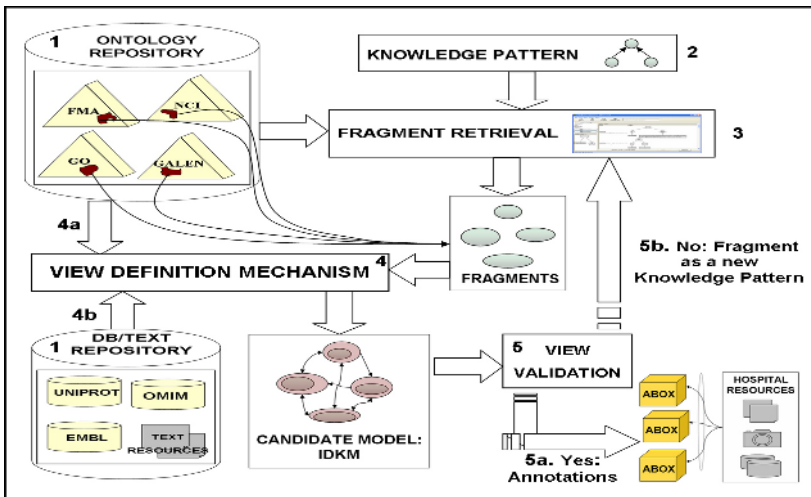 1 ONTOLOGY
REPOSITORY
FMA
NCI
GO
GALEN
KNOWLEDGE PATTERN
2
FRAGMENT RETRIEVAL
3
4a
FRAGMENTS
5b. No: Fragment
as a new
Knowledge Pattern
VIEW DEFINITION MECHANISM
4
4b
DB/TEXT
1 REPOSITORY
UNIPROT
OMIM
EMBL
TEXT
RESOURCES
CANDIDATE MODEL:
IDKM
5 VIEW
VALIDATION
5a. Yes:
Annotations
ABOX
ABOX
ABOX
HOSPITAL
RESOURCES